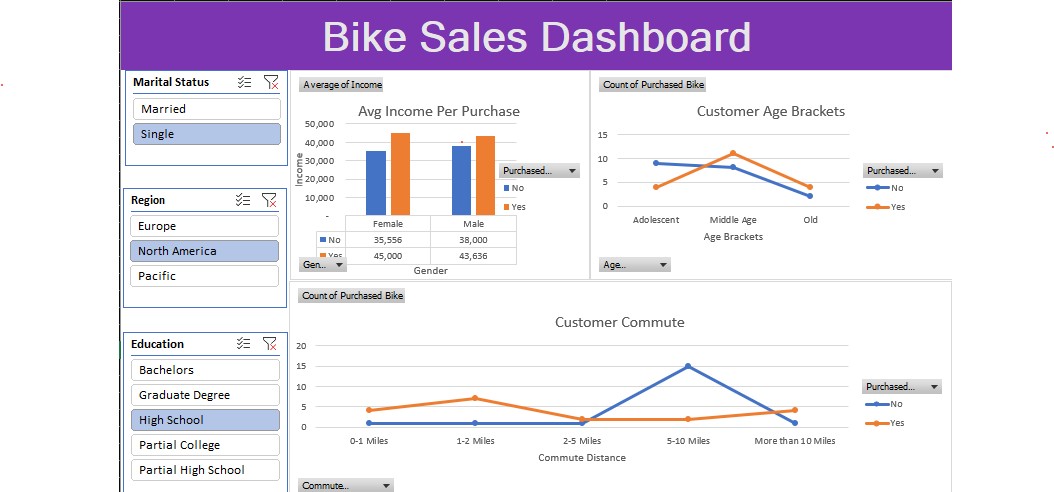 Bike Sales Dashboard
Marital Status
Married
Single
Region
Europe
North America
Pacific
Education
Bachelors
Graduate Degree
High School
Partial College
Partial High School
Average of Income
Avg Income Per Purchase
50,000
40,000
30,000
20,000
10,000
-
Income
Female Male
No 35,556 38,000
Yes 45,000 43,636
Gen...
Gender
Purchased...
No
Yes
Count of Purchased Bike
Customer Age Brackets
15
10
5
0
Adolescent Middle Age Old
Age Brackets
Age...
Purchased...
No
Yes
Count of Purchased Bike
Customer Commute
20
15
10
5
0
0-1 Miles 1-2 Miles 2-5 Miles 5-10 Miles More than 10 Miles
Commute Distance
Commute...
Purchased...
No
Yes